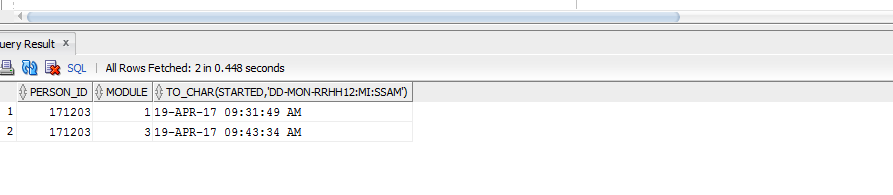 uery Result x
SQL | All Rows Fetched: 2 in 0.448 seconds
PERSON_ID MODULE TO_CHAR(STARTED,'DD-MON-RRHH12:MI:SSAM')
1 171203 1 19-APR-17 09:31:49 AM
2 171203 3 19-APR-17 09:43:34 AM